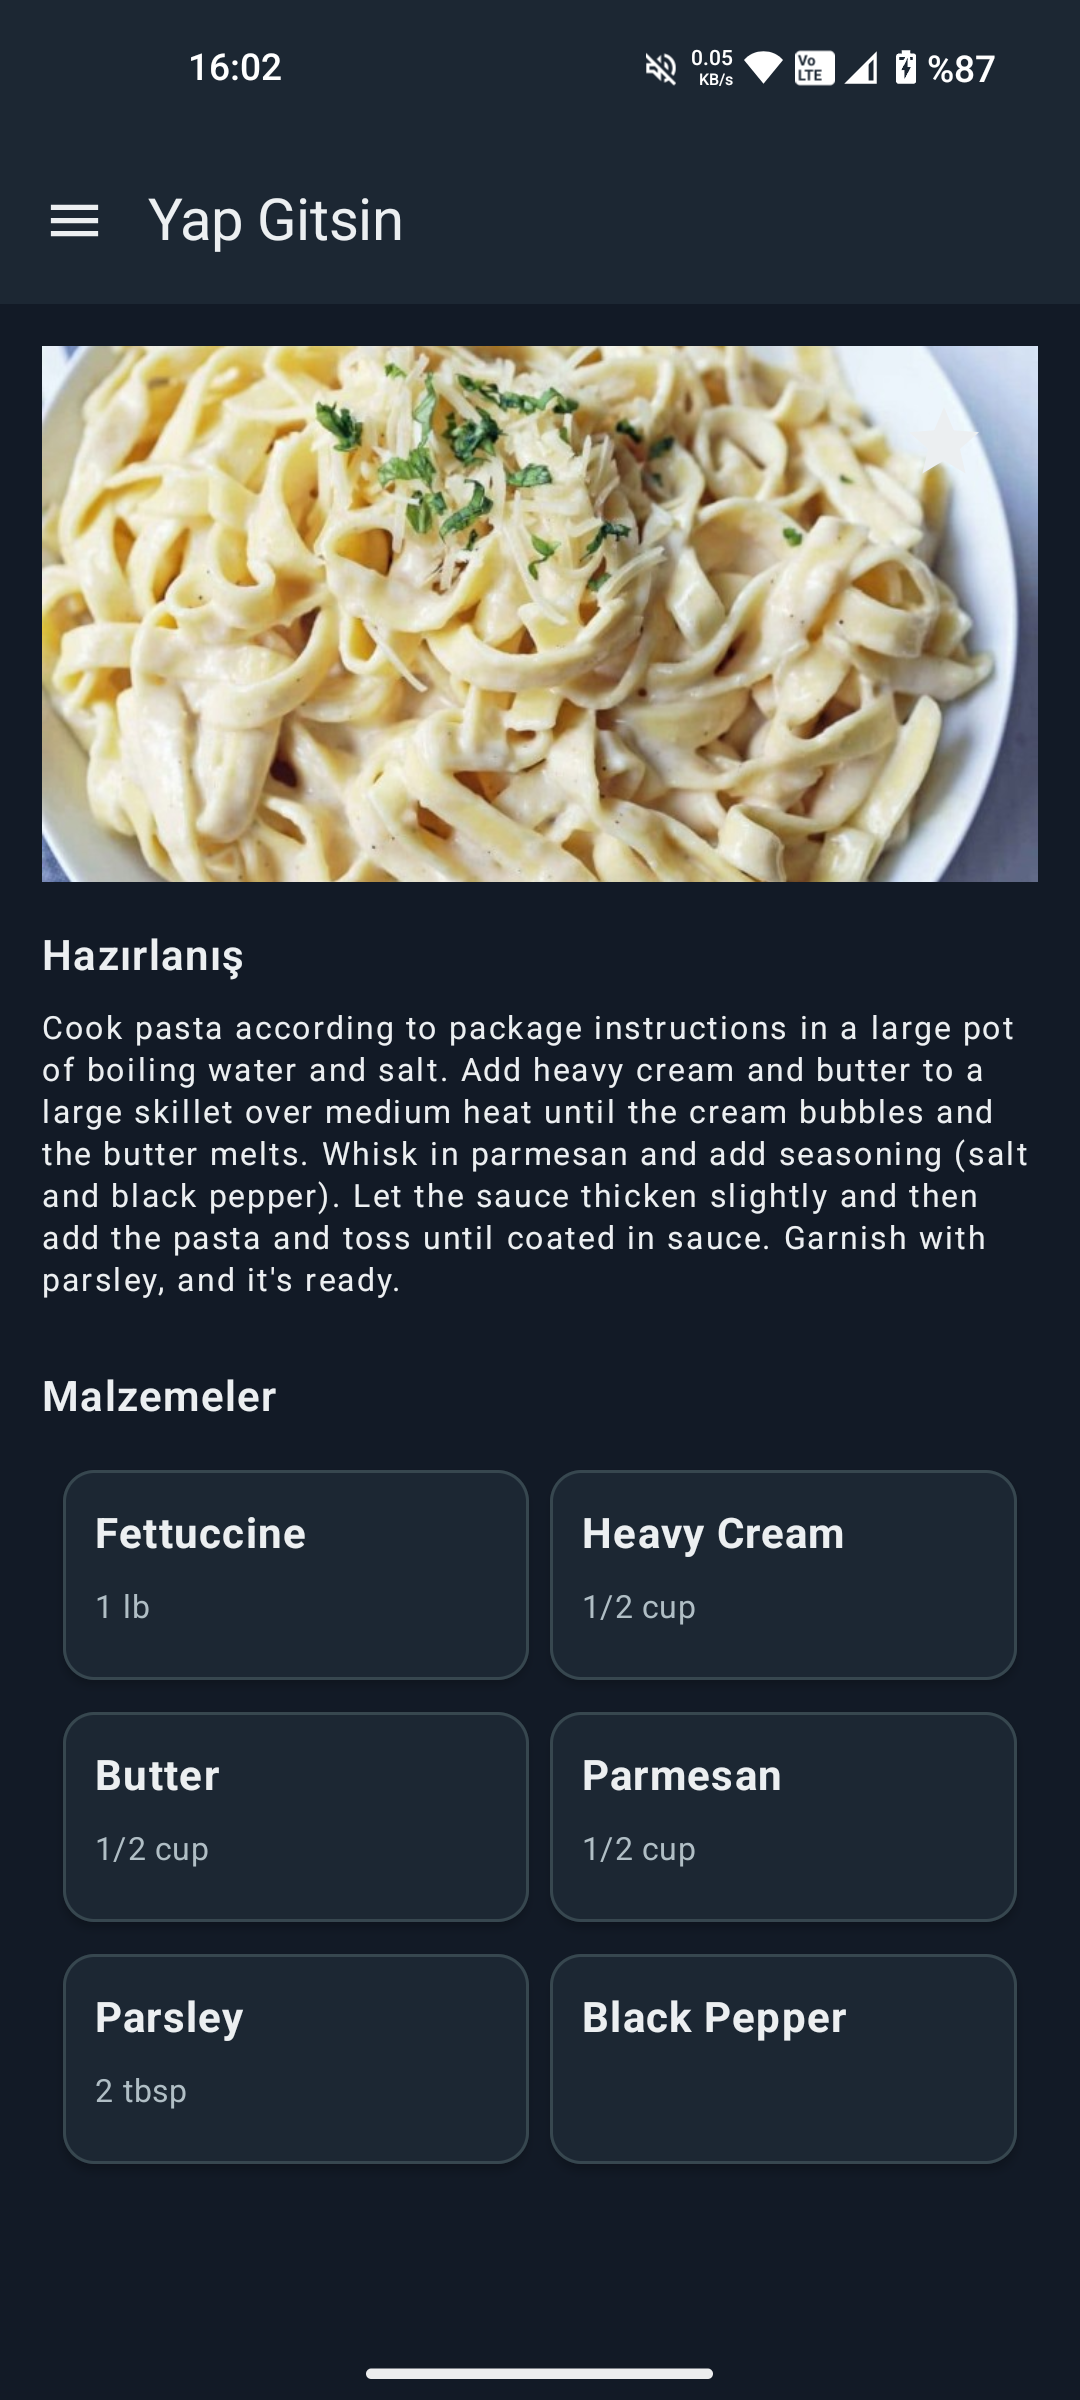 16:02
0.05
KB/s
Vo
LTE
%87
Yap Gitsin
Hazırlanış
Cook pasta according to package instructions in a large pot
of boiling water and salt. Add heavy cream and butter to a
large skillet over medium heat until the cream bubbles and
the butter melts. Whisk in parmesan and add seasoning (salt
and black pepper). Let the sauce thicken slightly and then
add the pasta and toss until coated in sauce. Garnish with
parsley, and it's ready.
Malzemeler
Fettuccine
1 lb
Heavy Cream
1/2 cup
Butter
1/2 cup
Parmesan
1/2 cup
Parsley
2 tbsp
Black Pepper